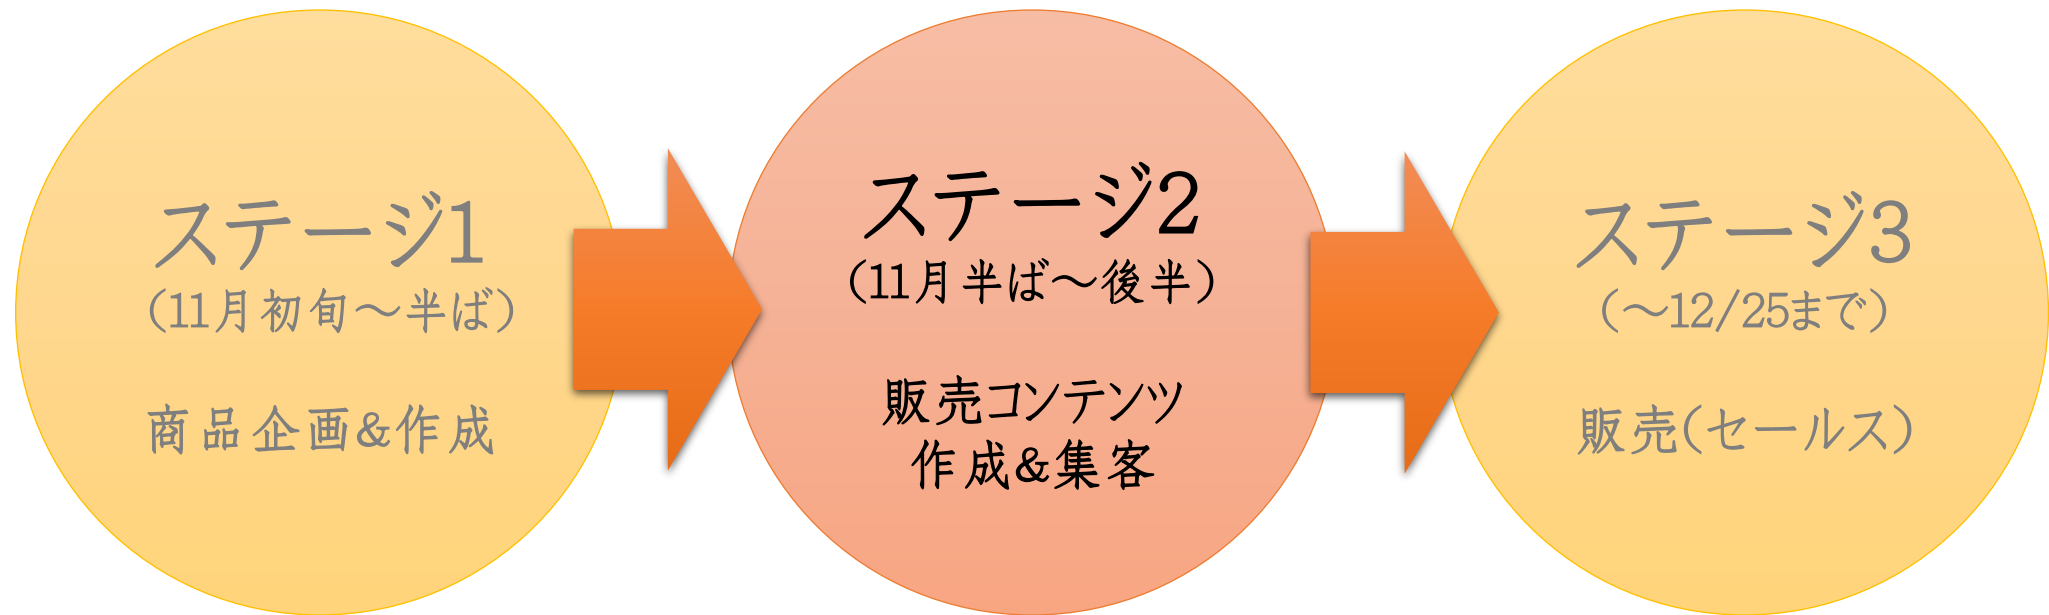 ステージ1
(11月初旬～半ば)
商品企画&作成
ステージ2
(11月半ば～後半)
販売コンテンツ
作成&集客
ステージ3
(～12/25まで)
販売(セールス)